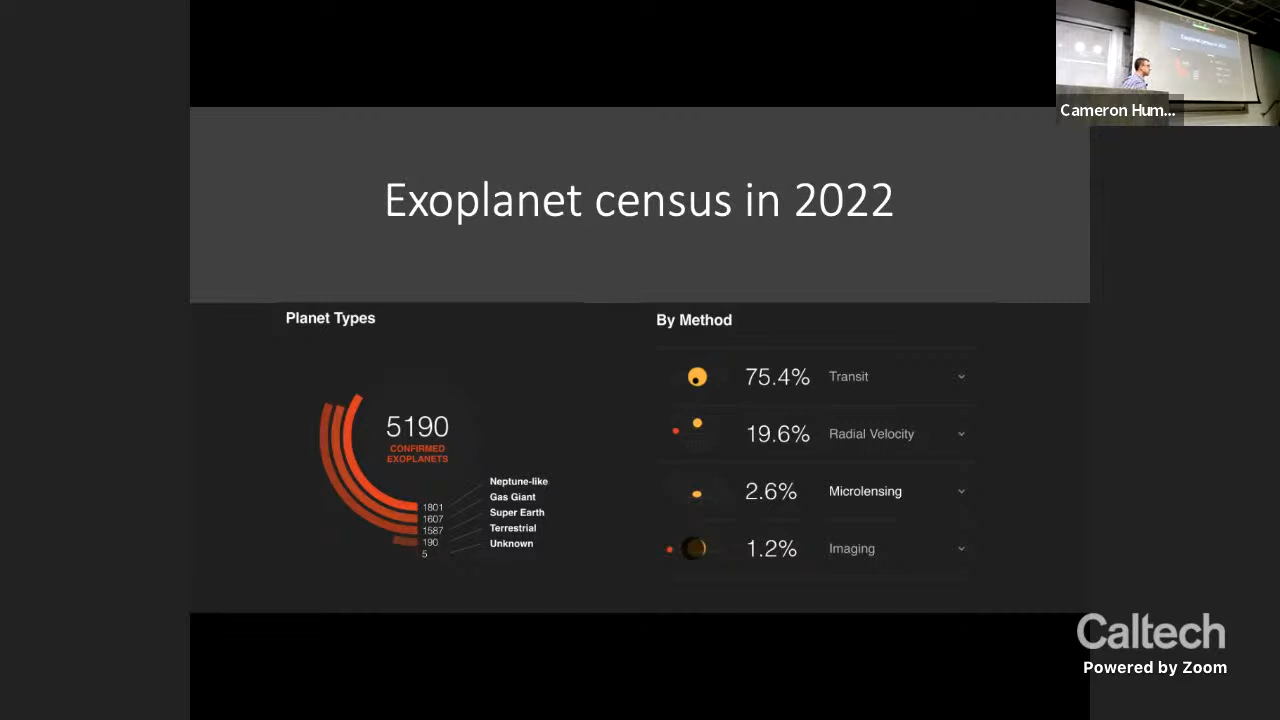 Cameron Hum...
Exoplanet census in 2022
Planet Types
5190
CONFIRMED
EXOPLANETS
1801
1607
1587
190
5
Neptune-like
Gas Giant
Super Earth
Terrestrial
Unknown
By Method
75.4% Transit
19.6% Radial Velocity
2.6% Microlensing
1.2% Imaging
Caltech
Powered by Zoom